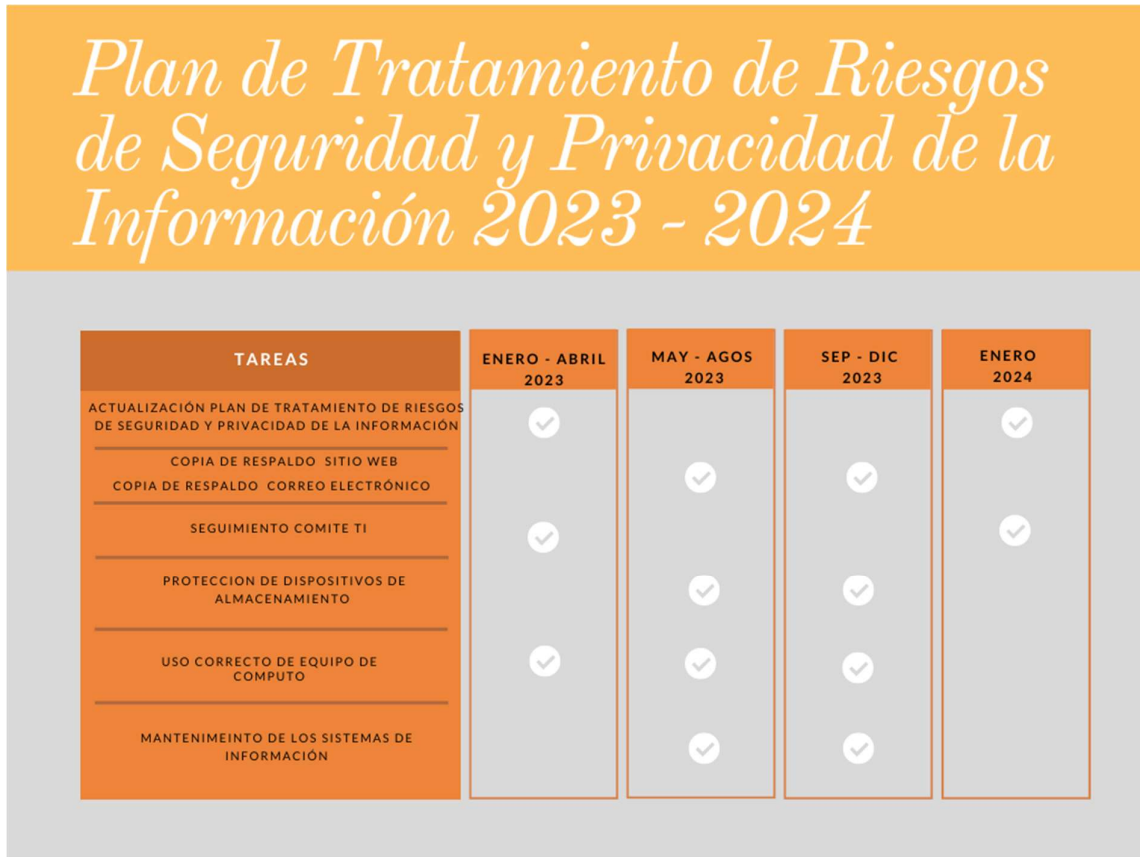 Plan de Tratamiento de Riesgos
de Seguridad y Privacidad de la
Información 2023 - 2024
TAREAS
ENERO - ABRIL
2023
MAY - AGOS
2023
SEP - DIC
2023
ENERO
2024
ACTUALIZACIÓN PLAN DE TRATAMIENTO DE RIESGOS
DE SEGURIDAD Y PRIVACIDAD DE LA INFORMACIÓN
COPIA DE RESPALDO SITIO WEB
COPIA DE RESPALDO CORREO ELECTRÓNICO
SEGUIMIENTO COMITE TI
PROTECCION DE DISPOSITIVOS DE
ALMACENAMIENTO
USO CORRECTO DE EQUIPO DE
COMPUTO
MANTENIMEINTO DE LOS SISTEMAS DE
INFORMACIÓN